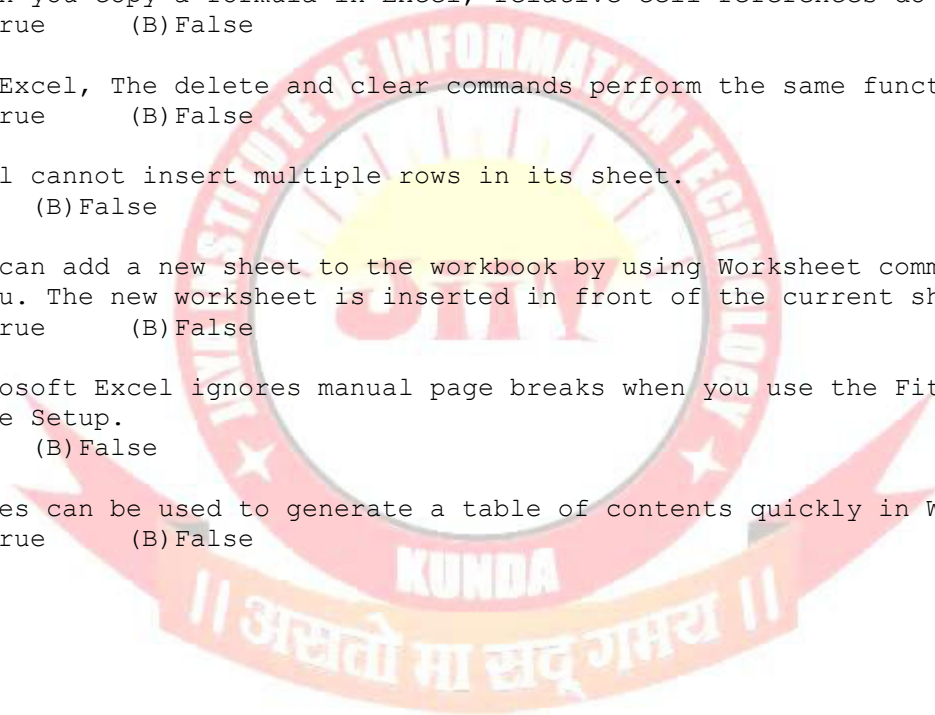 you copy a formula in Excel, relative cell references do
rue (B)False
Excel, The delete and clear commands perform the same funct
rue (B)False
l cannot insert multiple rows in its sheet.
(B)False
can add a new sheet to the workbook by using Worksheet comm
u. The new worksheet is inserted in front of the current sh
rue (B)False
osoft Excel ignores manual page breaks when you use the Fit
e Setup.
(B)False
es can be used to generate a table of contents quickly in W
rue (B)False
INSTITUTE OF INFORMATION TECHNOLOGY
KUNDA
|| असतो मा सद् गमय ||